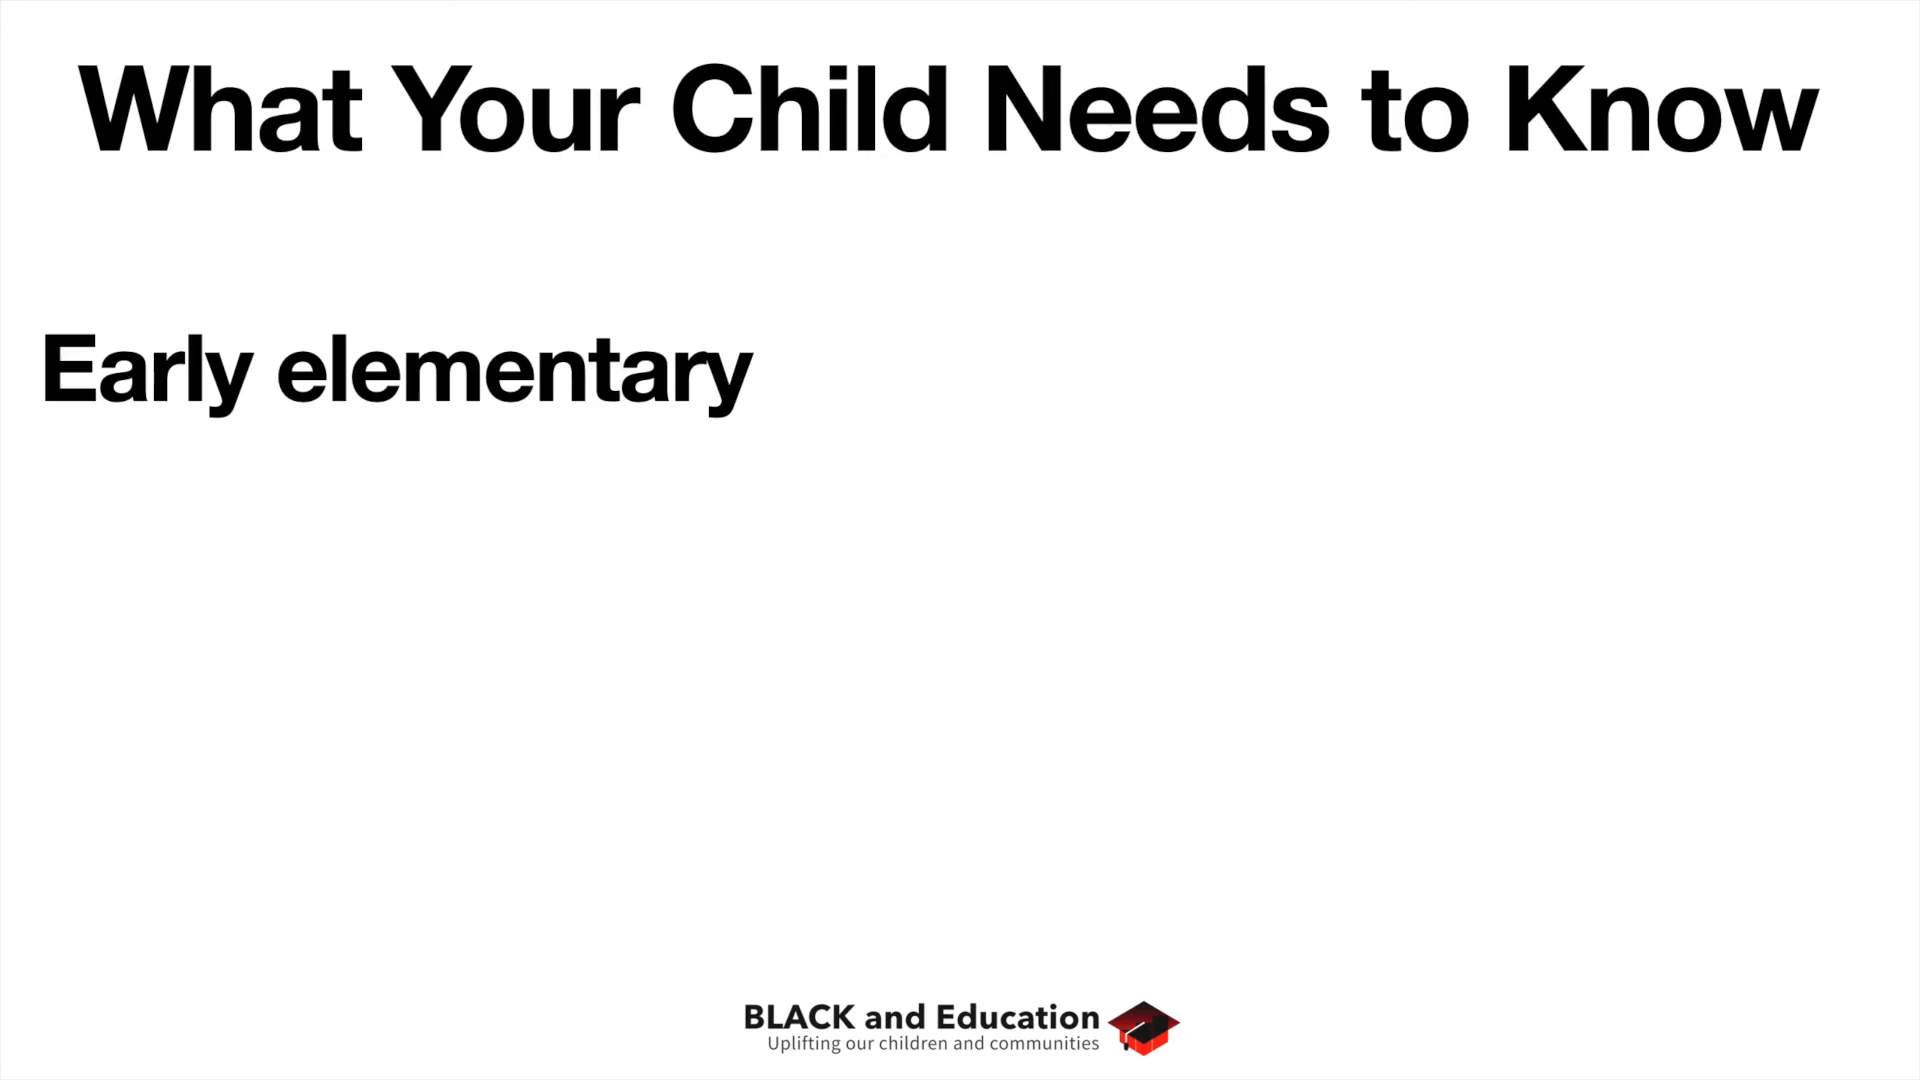 What Your Child Needs to Know
Early elementary
BLACK and Education
Uplifting our children and communities